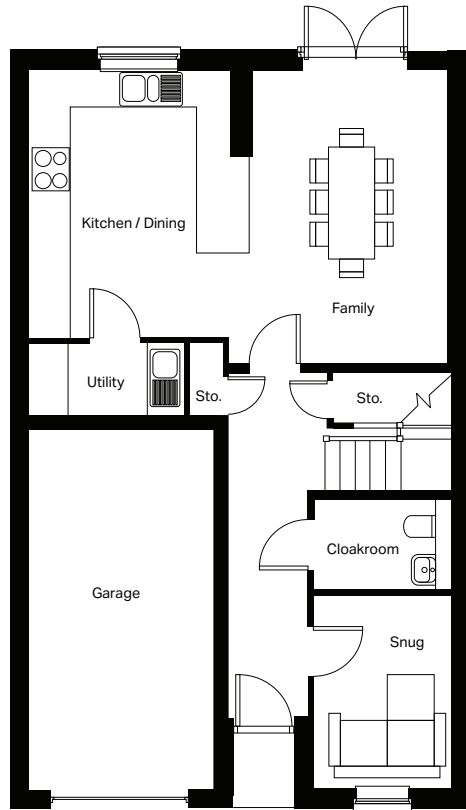 Kitchen / Dining
Family
Utility
Sto.
Sto.
Cloakroom
Garage
Snug